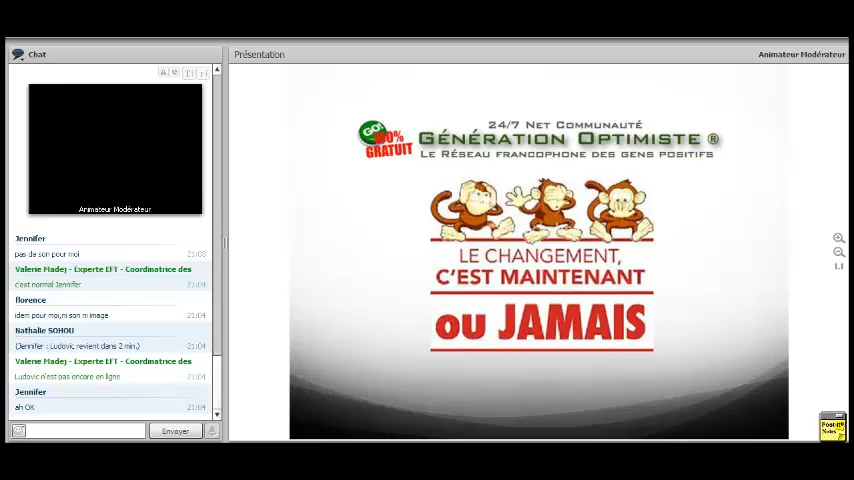 Chat
Animateur Modérateur
Jennifer
pas de son pour moi 21:03
Valerie Madej - Experte EFT - Coordinatrice des
c'est normal Jennifer 21:04
florence
idem pour moi,ni son ni image 21:04
Nathalie SOHOU
(Jennifer : Ludovic revient dans 2 min.) 21:04
Valerie Madej - Experte EFT - Coordinatrice des
Ludovic n'est pas encore en ligne 21:04
Jennifer
ah OK 21:04
Envoyer
Présentation
Animateur Modérateur
GO!
100%
GRATUIT
24/7 Net Communauté
Génération Optimiste ®
Le Réseau francophone des gens positifs
LE CHANGEMENT,
C'EST MAINTENANT
ou JAMAIS
1:1
Post-it®
Notes